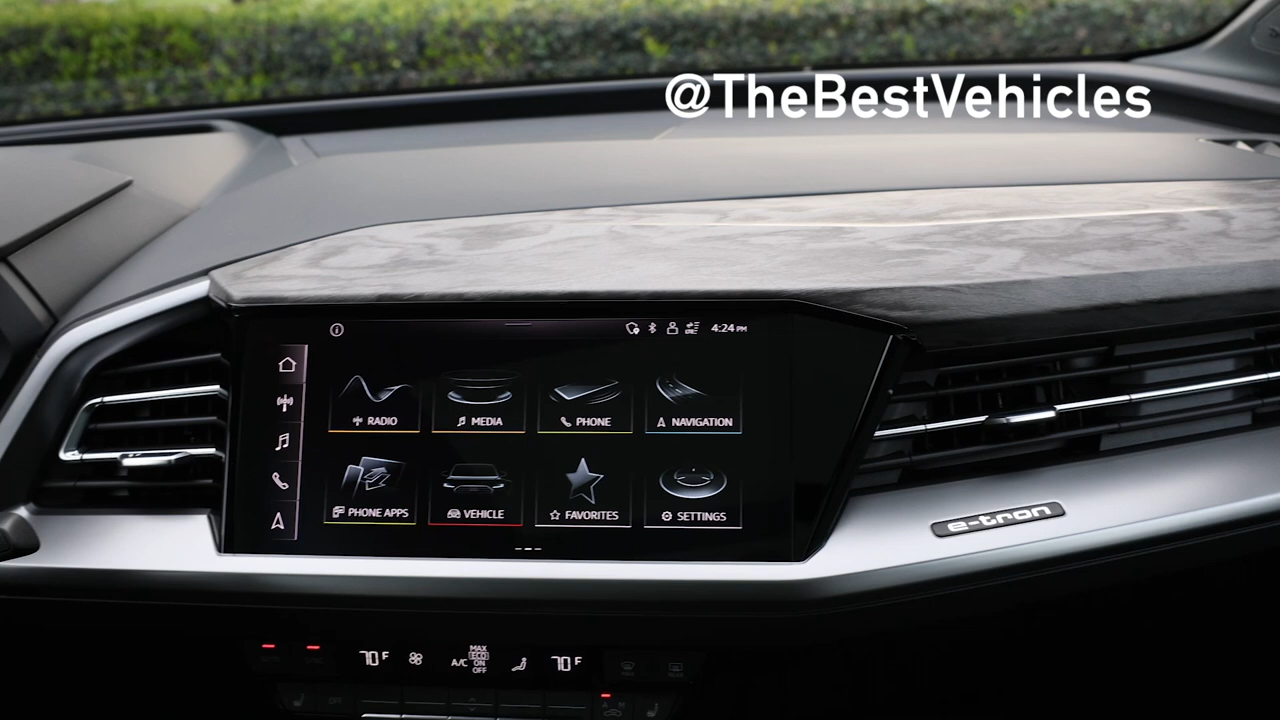 @TheBestVehicles
4:24 PM
RADIO
MEDIA
PHONE
NAVIGATION
PHONE APPS
VEHICLE
FAVORITES
SETTINGS
e-tron
70 F
A/C
MAX
ECO
ON
OFF
70 F